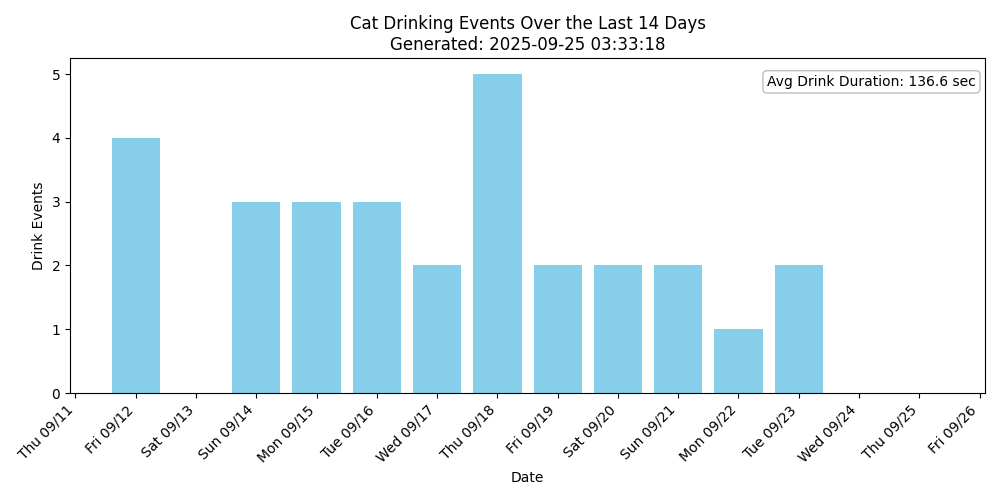 Cat Drinking Events Over the Last 14 Days
Generated: 2025-09-25 03:33:18
Avg Drink Duration: 136.6 sec
Drink Events
5
4
3
2
1
0
Thu 09/11
Fri 09/12
Sat 09/13
Sun 09/14
Mon 09/15
Tue 09/16
Wed 09/17
Thu 09/18
Fri 09/19
Sat 09/20
Sun 09/21
Mon 09/22
Tue 09/23
Wed 09/24
Thu 09/25
Fri 09/26
Date